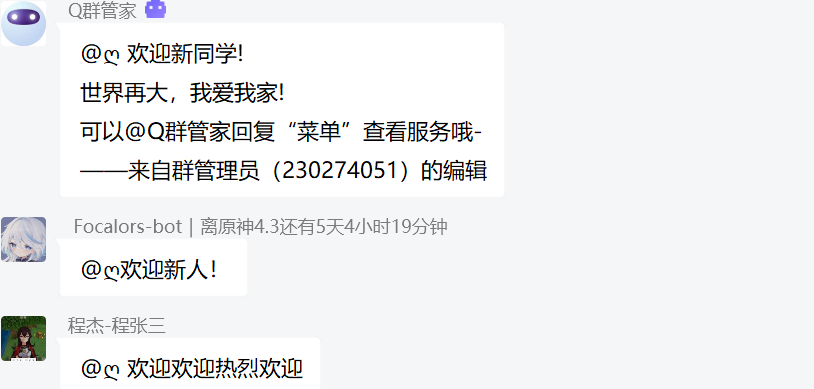 Q群管家
@ღ 欢迎新同学!
世界再大，我爱我家!
可以@Q群管家回复“菜单”查看服务哦-
——来自群管理员（230274051）的编辑
Focalors-bot | 离原神4.3还有5天4小时19分钟
@ღ欢迎新人！
程杰-程张三
@ღ 欢迎欢迎热烈欢迎